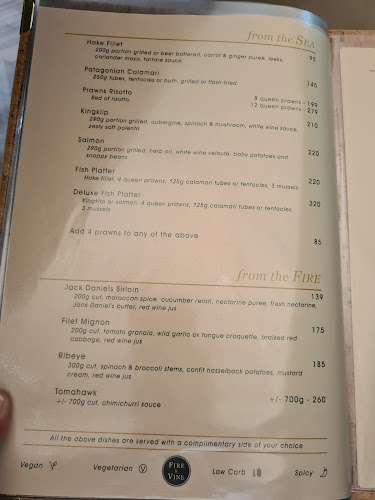 from the SEA
Hake Fillet
200g portion grilled or beer battered, carrot & ginger puree, leeks, 95
coriander mayo, tartare sauce.
Patagonian Calamari
250g tubes, tentacles or both, grilled or flash-fried. 145
Prawns Risotto
Bed of risotto. 8 queen prawns - 199
12 queen prawns - 279
Kingklip
290g portion grilled, aubergine, spinach & mushroom, white wine sauce, 210
zesty soft polenta
Salmon
290g portion grilled, herb oil, white wine veloute, baby potatoes and 220
snappy beans
Fish Platter
Hake fillet, 4 queen prawns, 125g calamari tubes or tentacles, 3 mussels 220
Deluxe Fish Platter
Kingklip or salmon, 4 queen prawns, 125g calamari tubes or tentacles, 320
3 mussels
Add 4 prawns to any of the above 85
from the FIRE
Jack Daniels Sirloin 139
200g cut, moroccan spice, cucumber relish, nectarine puree, fresh nectarine,
Jack Daniel's butter, red wine jus
Filet Mignon 175
200g cut, tomato granola, wild garlic ox tongue croquette, braised red
cabbage, red wine jus
Ribeye 185
300g cut, spinach & broccoli stems, confit hasselback potatoes, mustard
cream, red wine jus
Tomahawk
+/- 700g cut, chimichurri sauce +/- 700g - 260
All the above dishes are served with a complimentary side of your choice
Vegan Vegetarian V FIRE & VINE Low Carb Spicy